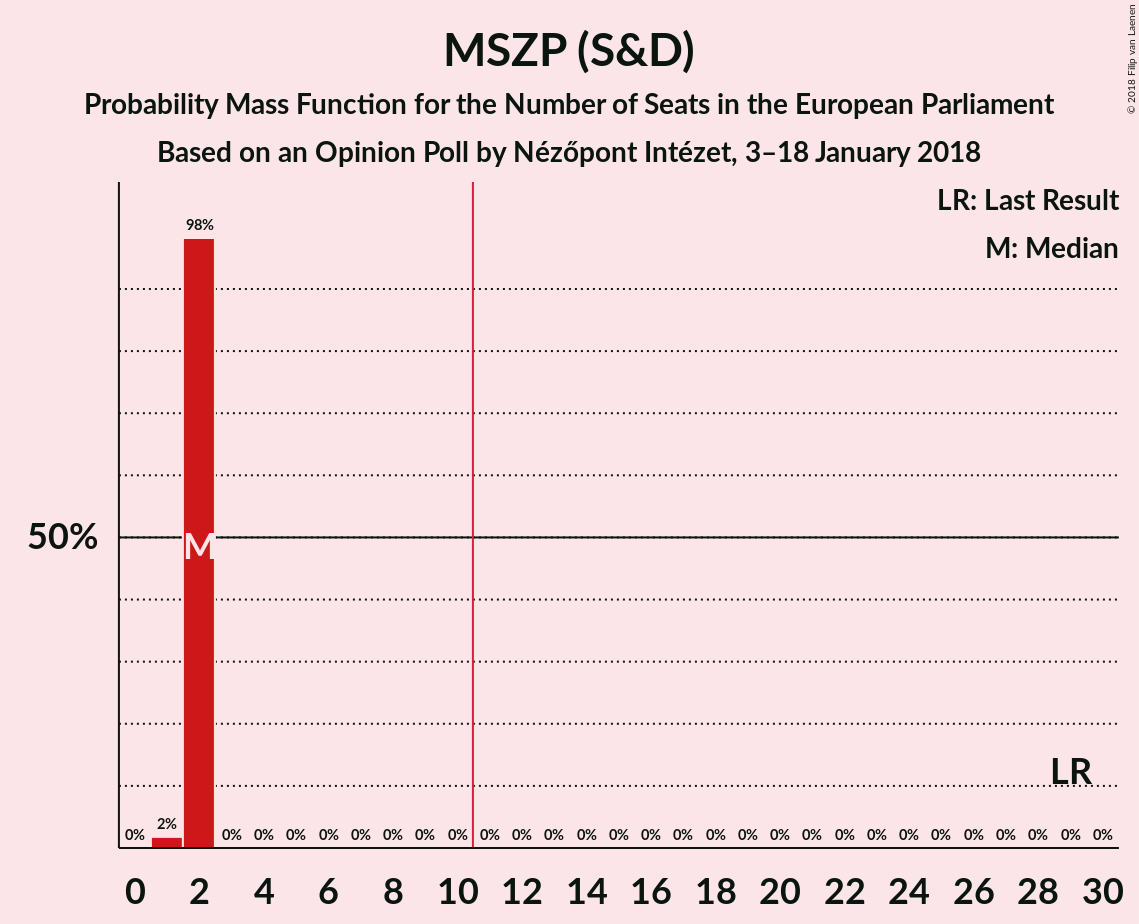 MSZP (S&D)
Probability Mass Function for the Number of Seats in the European Parliament
Based on an Opinion Poll by Nézőpont Intézet, 3–18 January 2018
© 2018 Filip van Laenen
LR: Last Result
M: Median
98%
50%
M
LR
0% 2% 0% 0% 0% 0% 0% 0% 0% 0% 0% 0% 0% 0% 0% 0% 0% 0% 0% 0% 0% 0% 0% 0% 0% 0% 0% 0% 0% 0%
0 2 4 6 8 10 12 14 16 18 20 22 24 26 28 30